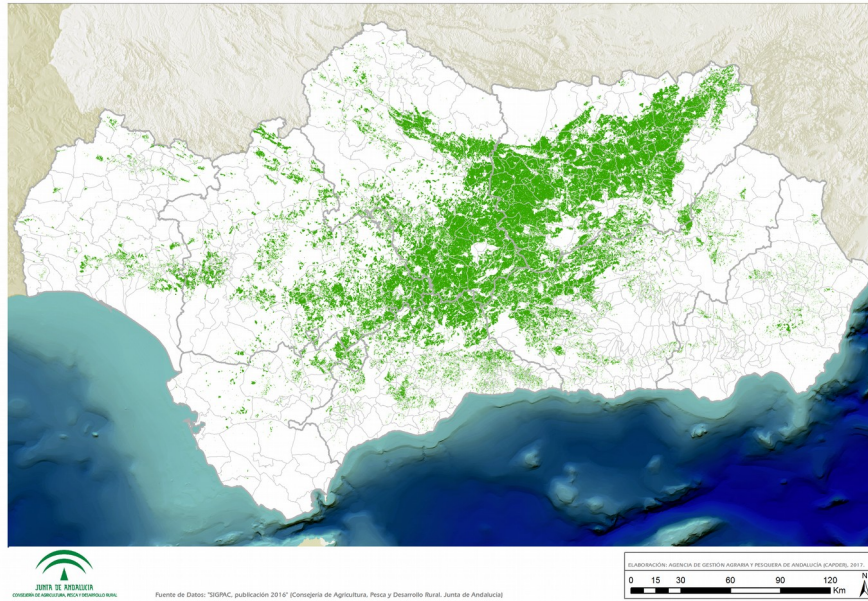 JUNTA DE ANDALUCIA
CONSEJERÍA DE AGRICULTURA, PESCA Y DESARROLLO RURAL
Fuente de Datos: "SIGPAC, publicación 2016" (Consejería de Agricultura, Pesca y Desarrollo Rural. Junta de Andalucía)
ELABORACIÓN: AGENCIA DE GESTIÓN AGRARIA Y PESQUERA DE ANDALUCÍA (CAPDER), 2017.
0 15 30 60 90 120
Km
N